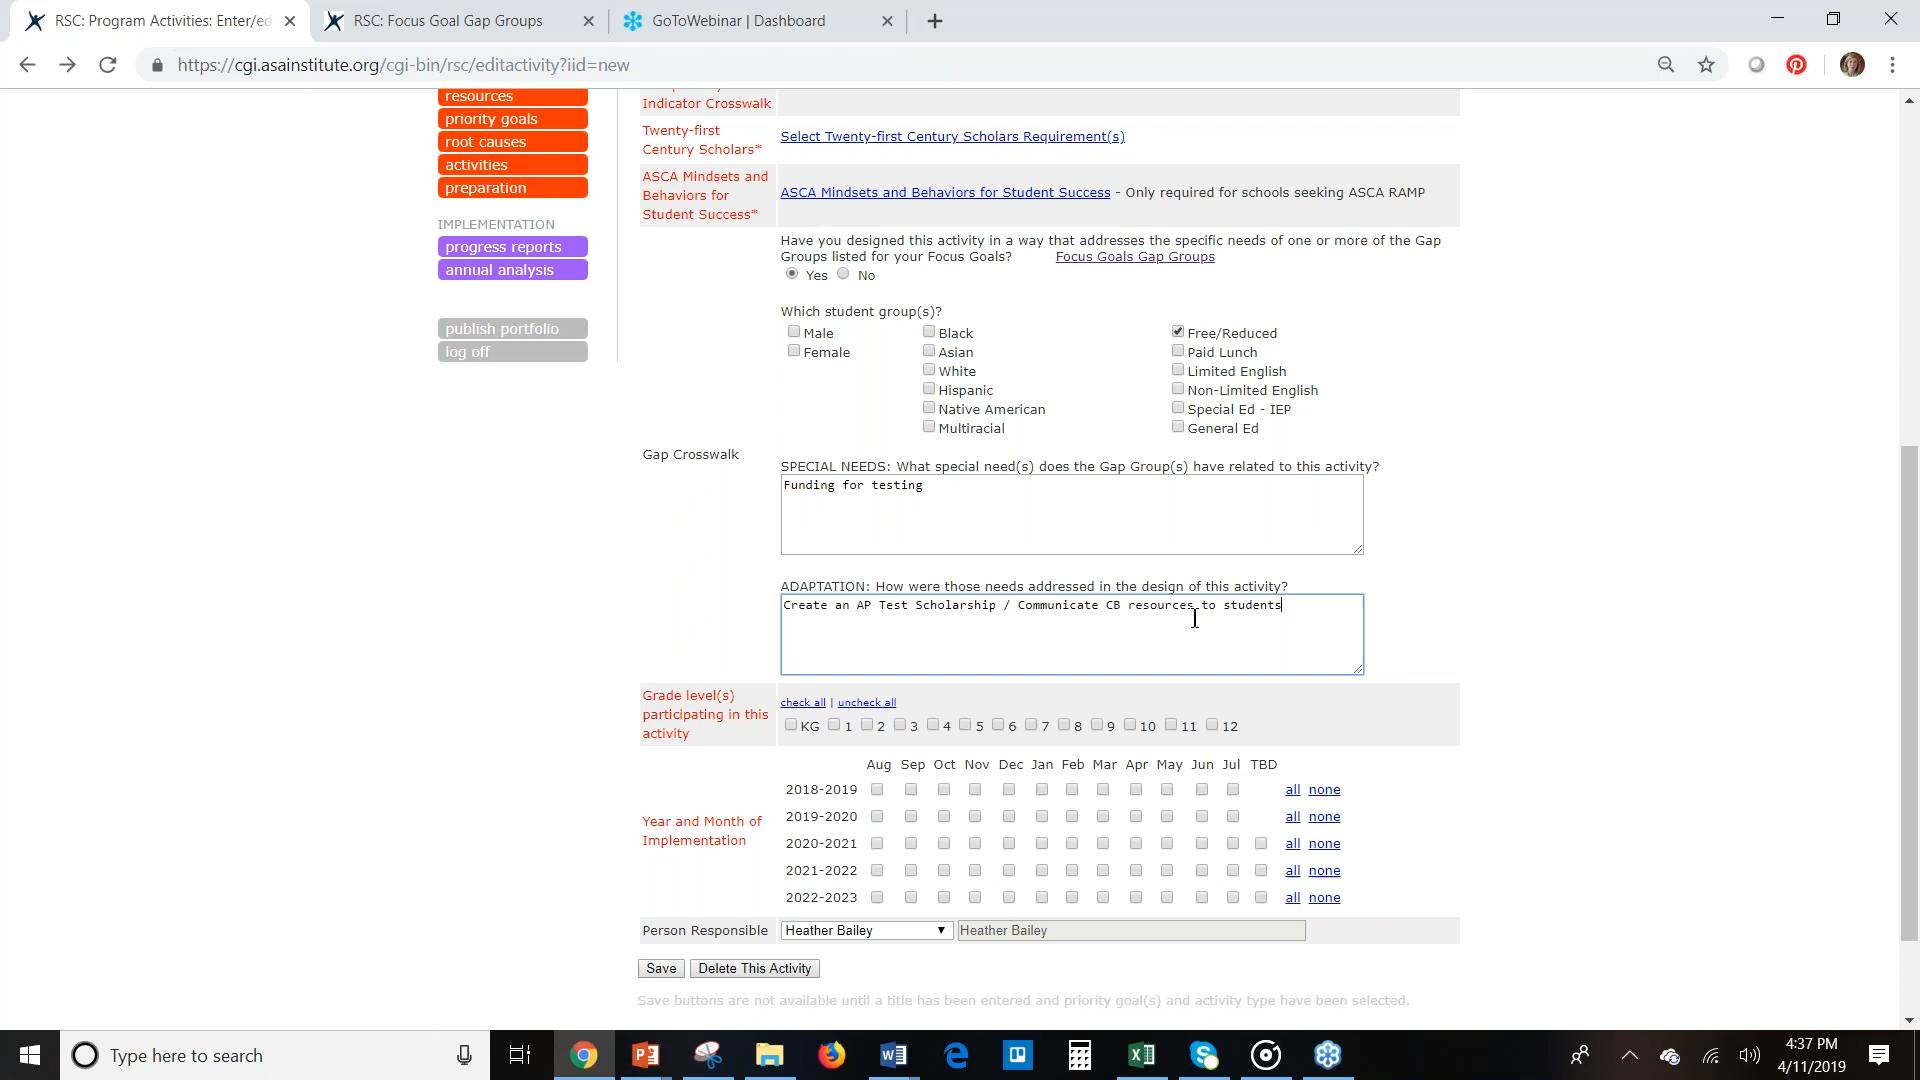 RSC: Program Activities: Enter/ed
RSC: Focus Goal Gap Groups
GoToWebinar | Dashboard
https://cgi.asainstitute.org/cgi-bin/rsc/editactivity?iid=new
resources
priority goals
root causes
activities
preparation
IMPLEMENTATION
progress reports
annual analysis
publish portfolio
log off
Indicator Crosswalk
Twenty-first
Century Scholars*
Select Twenty-first Century Scholars Requirement(s)
ASCA Mindsets and
Behaviors for
Student Success*
ASCA Mindsets and Behaviors for Student Success - Only required for schools seeking ASCA RAMP
Gap Crosswalk
Have you designed this activity in a way that addresses the specific needs of one or more of the Gap
Groups listed for your Focus Goals? Focus Goals Gap Groups
Yes No
Which student group(s)?
Male Black Free/Reduced
Female Asian Paid Lunch
White Limited English
Hispanic Non-Limited English
Native American Special Ed - IEP
Multiracial General Ed
SPECIAL NEEDS: What special need(s) does the Gap Group(s) have related to this activity?
Funding for testing
ADAPTATION: How were those needs addressed in the design of this activity?
Create an AP Test Scholarship / Communicate CB resources to students
Grade level(s)
participating in this
activity
check all | uncheck all
KG 1 2 3 4 5 6 7 8 9 10 11 12
Year and Month of
Implementation
Aug Sep Oct Nov Dec Jan Feb Mar Apr May Jun Jul TBD
2018-2019 all none
2019-2020 all none
2020-2021 all none
2021-2022 all none
2022-2023 all none
Person Responsible Heather Bailey Heather Bailey
Save Delete This Activity
Save buttons are not available until a title has been entered and priority goal(s) and activity type have been selected.
Type here to search
4:37 PM
4/11/2019